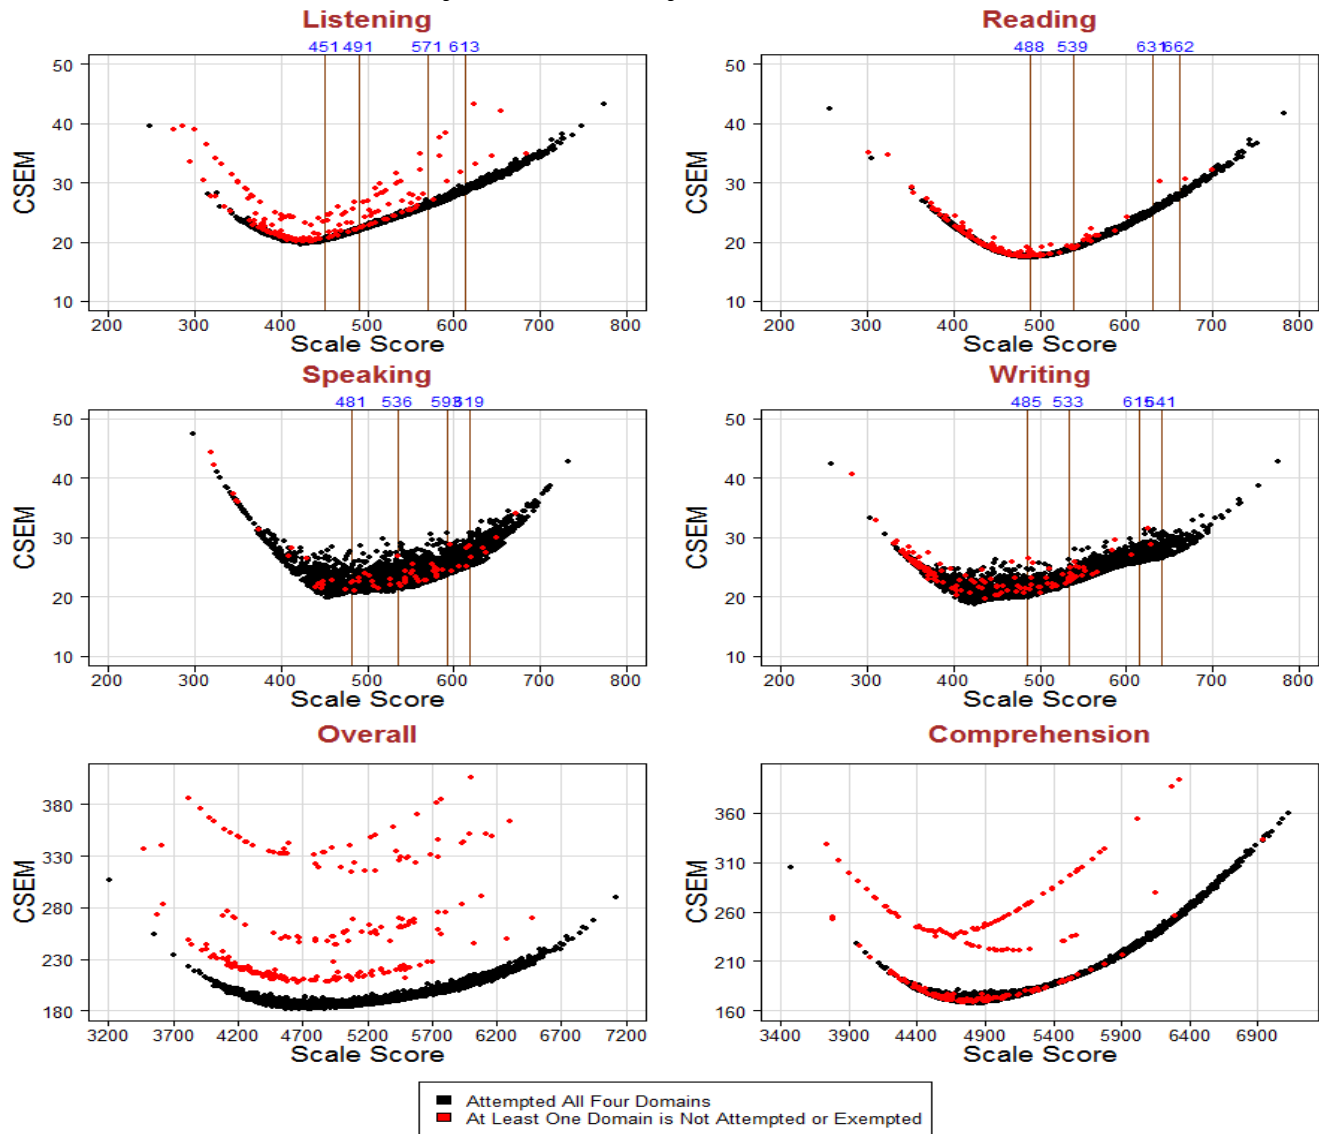 Listening
451 491 571 613
50
40
30
20
10
CSEM
200 300 400 500 600 700 800
Scale Score
Reading
488 539 631 662
50
40
30
20
10
CSEM
200 300 400 500 600 700 800
Scale Score
Speaking
481 536 593 619
50
40
30
20
10
CSEM
200 300 400 500 600 700 800
Scale Score
Writing
485 533 615 641
50
40
30
20
10
CSEM
200 300 400 500 600 700 800
Scale Score
Overall
380
330
280
230
180
CSEM
3200 3700 4200 4700 5200 5700 6200 6700 7200
Scale Score
Comprehension
360
310
260
210
160
CSEM
3400 3900 4400 4900 5400 5900 6400 6900
Scale Score
Attempted All Four Domains
At Least One Domain is Not Attempted or Exempted